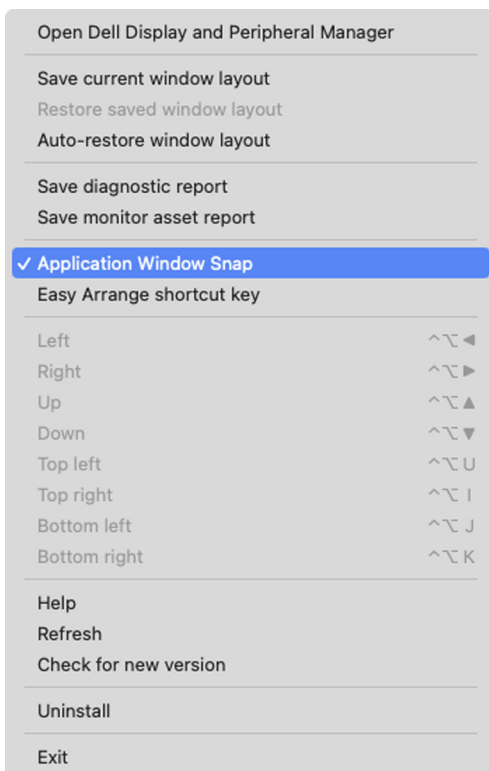 Open Dell Display and Peripheral Manager
Save current window layout
Restore saved window layout
Auto-restore window layout
Save diagnostic report
Save monitor asset report
✓ Application Window Snap
Easy Arrange shortcut key
Left ^⌥◀
Right ^⌥▶
Up ^⌥▲
Down ^⌥▼
Top left ^⌥U
Top right ^⌥I
Bottom left ^⌥J
Bottom right ^⌥K
Help
Refresh
Check for new version
Uninstall
Exit